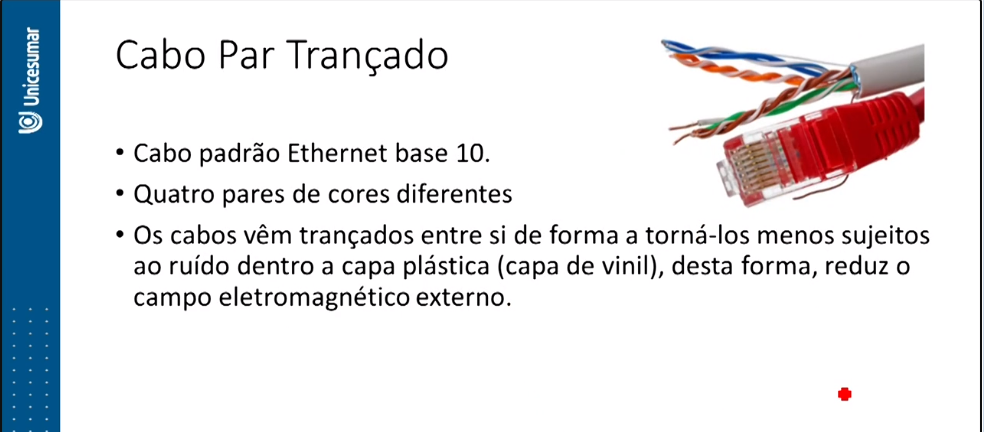 Unicesumar
Cabo Par Trançado
• Cabo padrão Ethernet base 10.
• Quatro pares de cores diferentes
• Os cabos vêm trançados entre si de forma a torná-los menos sujeitos
ao ruído dentro a capa plástica (capa de vinil), desta forma, reduz o
campo eletromagnético externo.